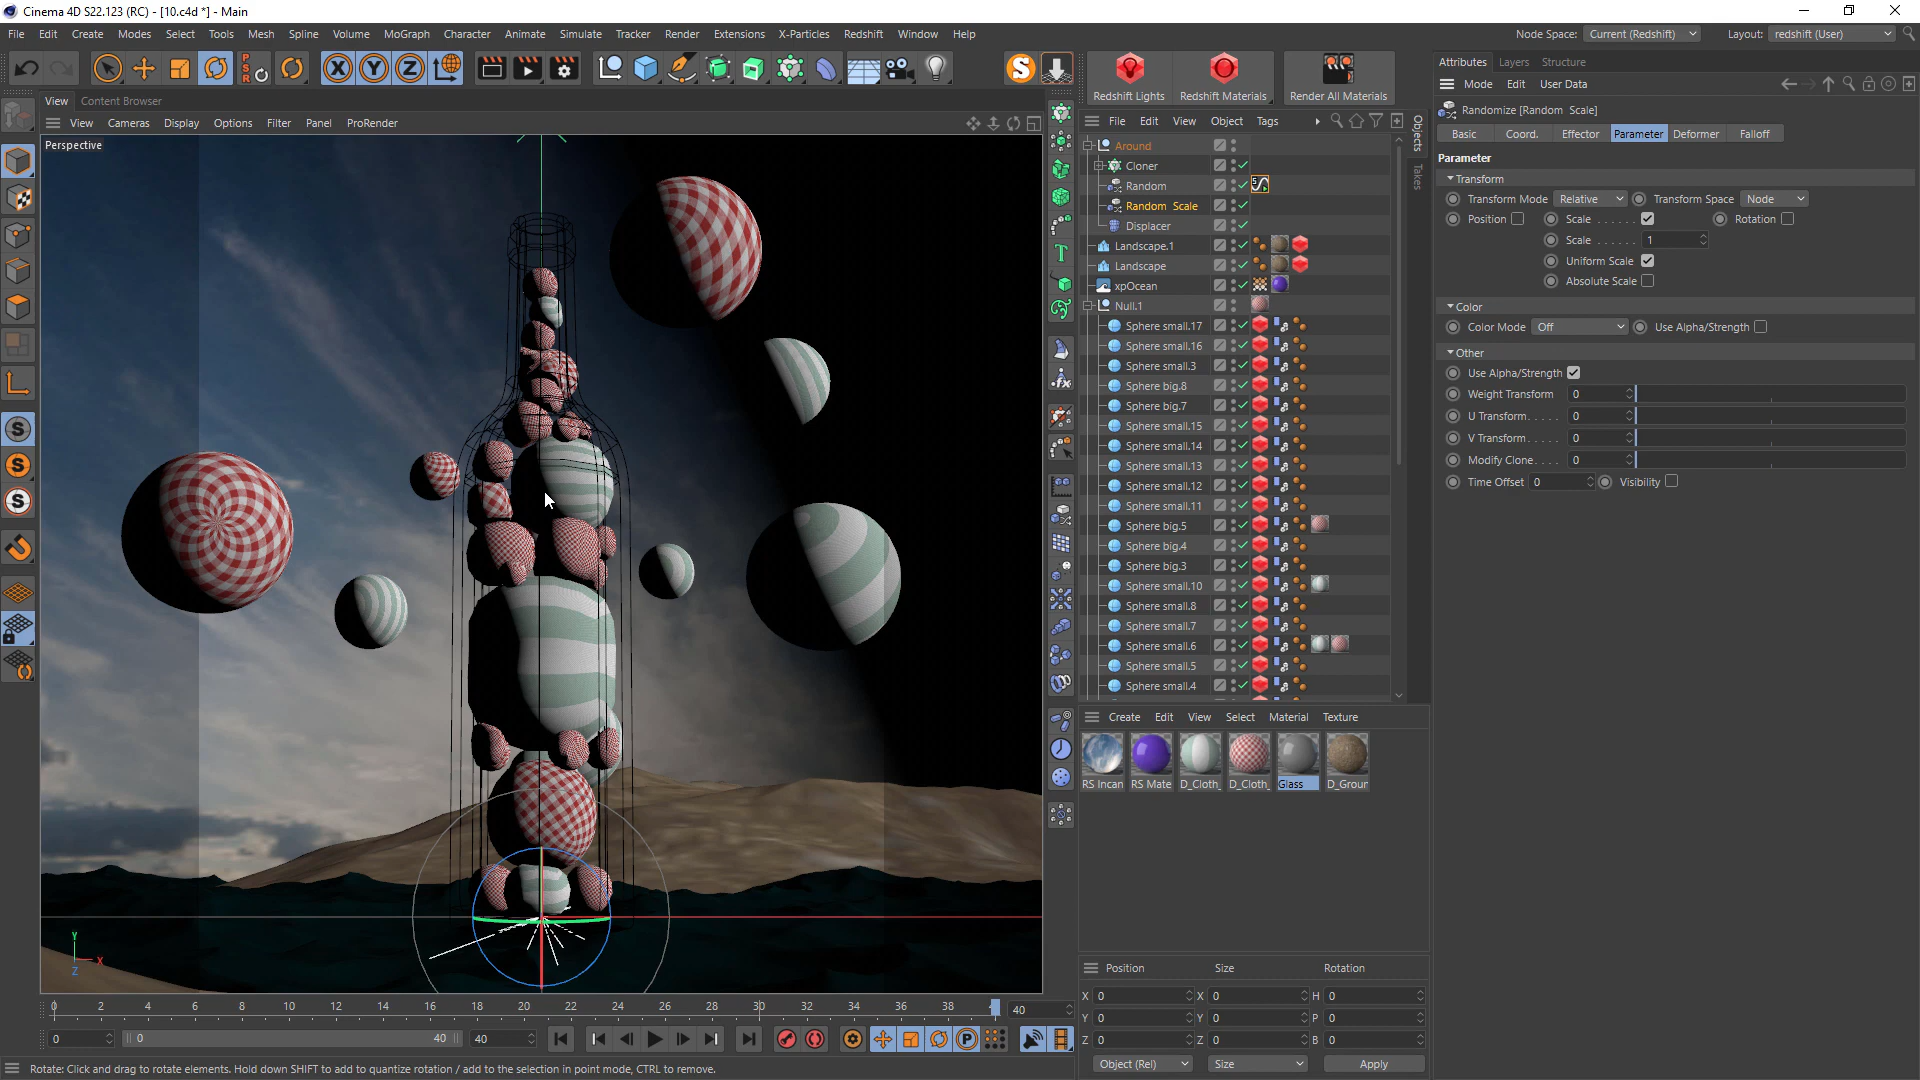 Cinema 4D S22.123 (RC) - [10.c4d *] - Main
File Edit Create Modes Select Tools Mesh Spline Volume MoGraph Character Animate Simulate Tracker Render Redshift Extensions X-Particles Window Help
Node Space: Current (Redshift) Layout: redshift (User)
Redshift Lights Redshift Materials Render All Materials
View Content Browser
View Cameras Display Options Filter Panel ProRender
Perspective
File Edit View Object Tags
Objects
Takes
Around
Cloner
Random
Random Scale
Displacer
Landscape.1
Landscape
xpOcean
Null.1
Sphere small.17
Sphere small.16
Sphere small.3
Sphere big.8
Sphere big.7
Sphere small.15
Sphere small.14
Sphere small.13
Sphere small.12
Sphere small.11
Sphere big.5
Sphere big.4
Sphere big.3
Sphere small.10
Sphere small.8
Sphere small.7
Sphere small.6
Sphere small.5
Sphere small.4
Create Edit View Select Material Texture
RS Incan RS Mate D_Cloth_ D_Cloth_ Glass D_Groun
Position Size Rotation
X 0 X 0 H 0
Y 0 Y 0 P 0
Z 0 Z 0 B 0
Object (Rel) Size Apply
Attributes Layers Structure
Mode Edit User Data
Randomize [Random Scale]
Basic Coord. Effector Parameter Deformer Falloff
Parameter
Transform
Transform Mode Relative Transform Space Node
Position Scale . . . . . . Rotation
Scale . . . . . . 1
Uniform Scale
Absolute Scale
Color
Color Mode Off Use Alpha/Strength
Other
Use Alpha/Strength
Weight Transform 0
U Transform. . . . . 0
V Transform. . . . . 0
Modify Clone. . . . 0
Time Offset 0 Visibility
Y
X
Z
0 2 4 6 8 10 12 14 16 18 20 22 24 26 28 30 32 34 36 38 40
0 0 40 40
Rotate: Click and drag to rotate elements. Hold down SHIFT to add to quantize rotation / add to the selection in point mode, CTRL to remove.